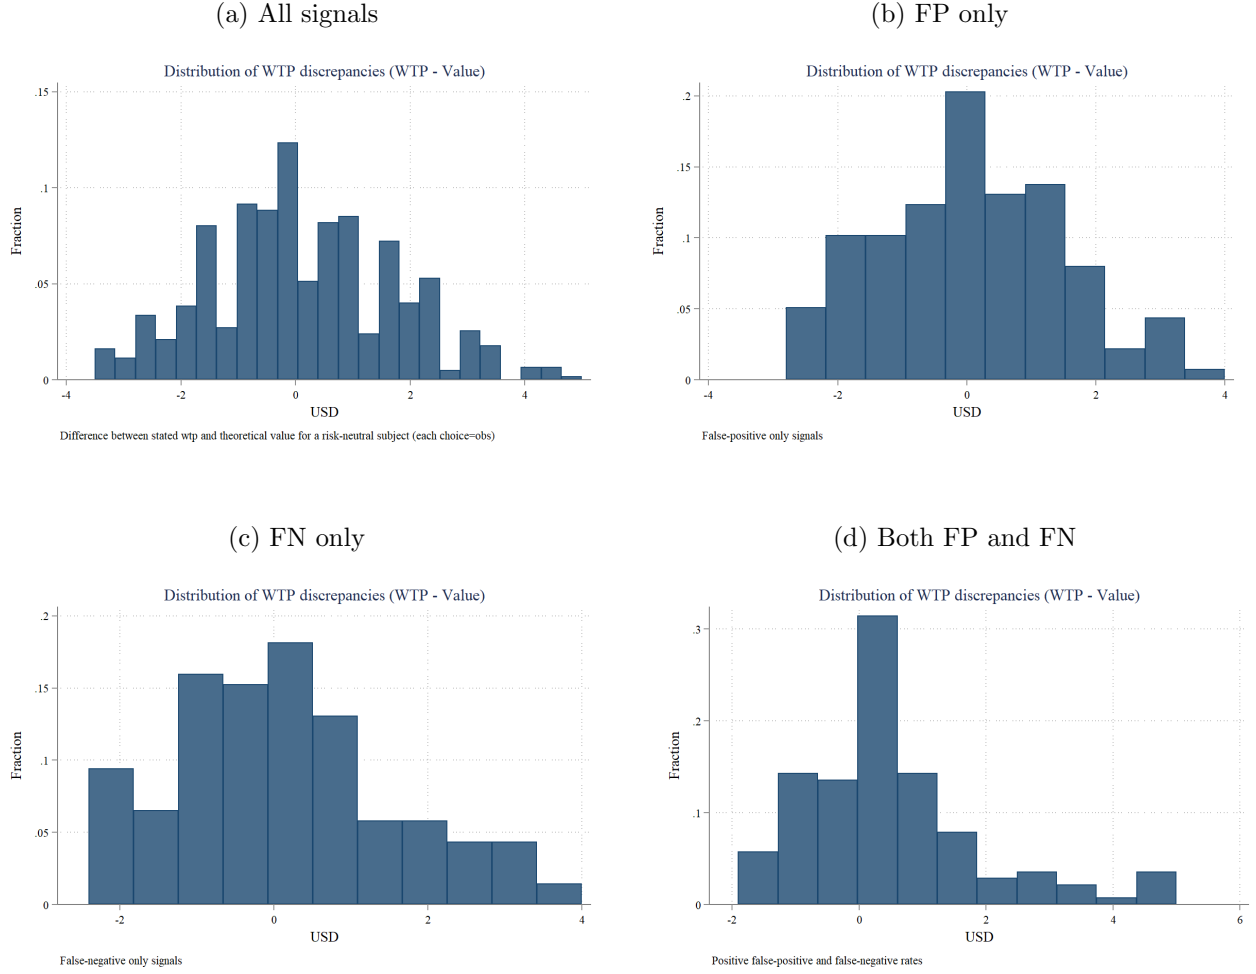 (a) All signals
Distribution of WTP discrepancies (WTP - Value)
.15
.1
.05
0
Fraction
-4
-2
0
2
4
USD
Difference between stated wtp and theoretical value for a risk-neutral subject (each choice=obs)
(b) FP only
Distribution of WTP discrepancies (WTP - Value)
.2
.15
.1
.05
0
Fraction
-4
-2
0
2
4
USD
False-positive only signals
(c) FN only
Distribution of WTP discrepancies (WTP - Value)
.2
.15
.1
.05
0
Fraction
-2
0
2
4
USD
False-negative only signals
(d) Both FP and FN
Distribution of WTP discrepancies (WTP - Value)
.3
.2
.1
0
Fraction
-2
0
2
4
6
USD
Positive false-positive and false-negative rates